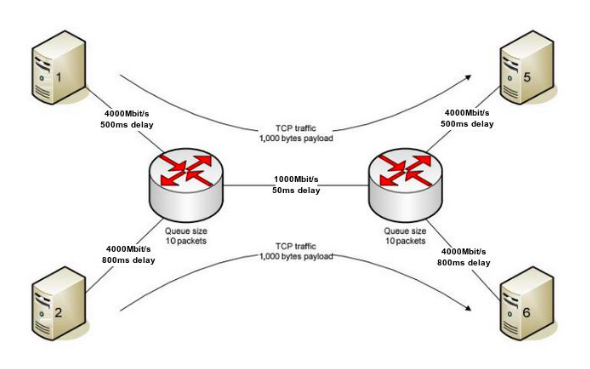 1
5
4000Mbit/s
500ms delay
TCP traffic
1,000 bytes payload
4000Mbit/s
500ms delay
1000Mbit/s
50ms delay
Queue size
10 packets
Queue size
10 packets
4000Mbit/s
800ms delay
TCP traffic
1,000 bytes payload
4000Mbit/s
800ms delay
2
6